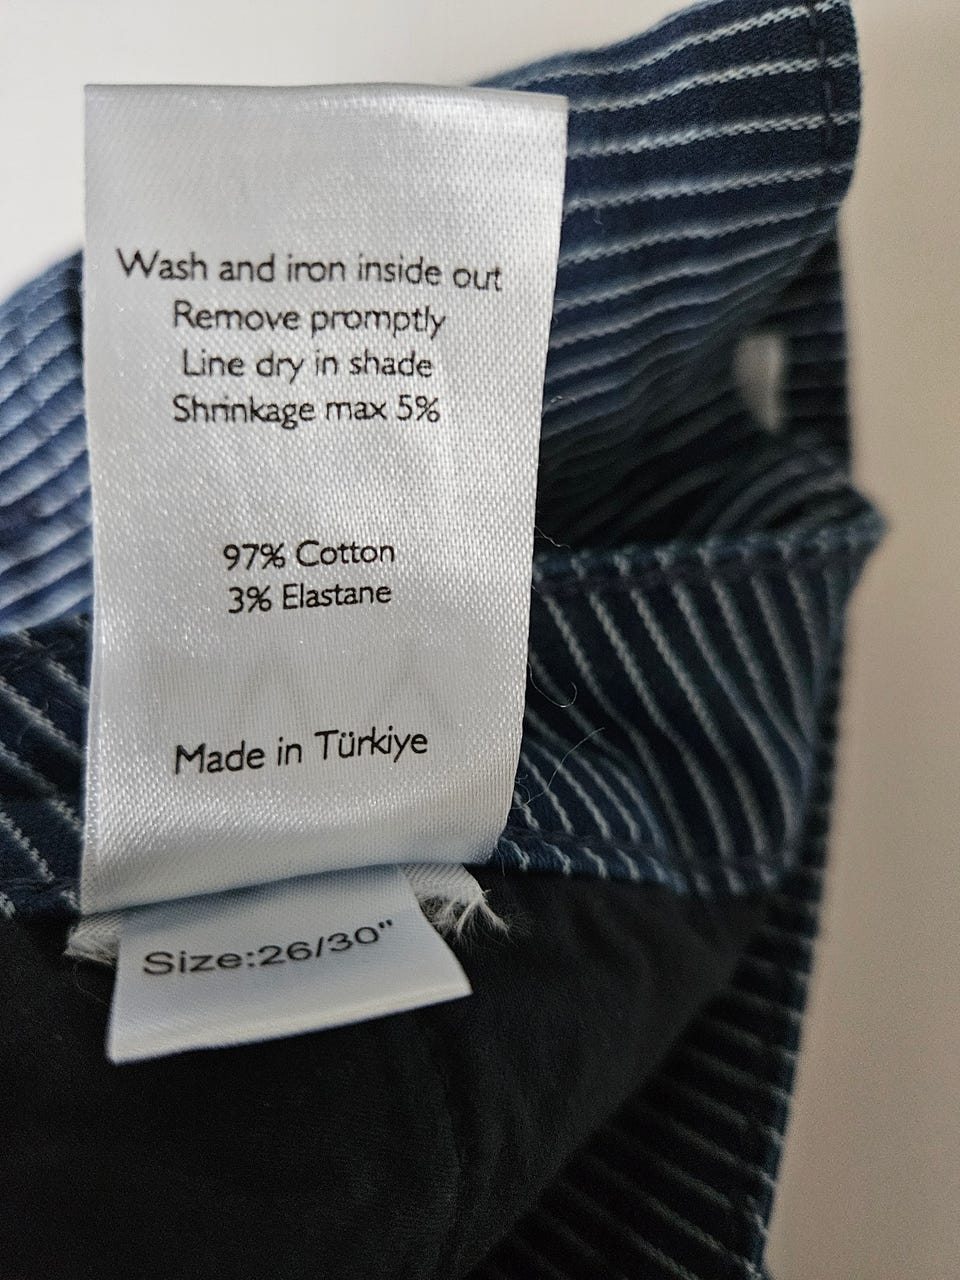 Wash and iron inside out
Remove promptly
Line dry in shade
Shrinkage max 5%
97% Cotton
3% Elastane
Made in Türkiye
Size:26/30"